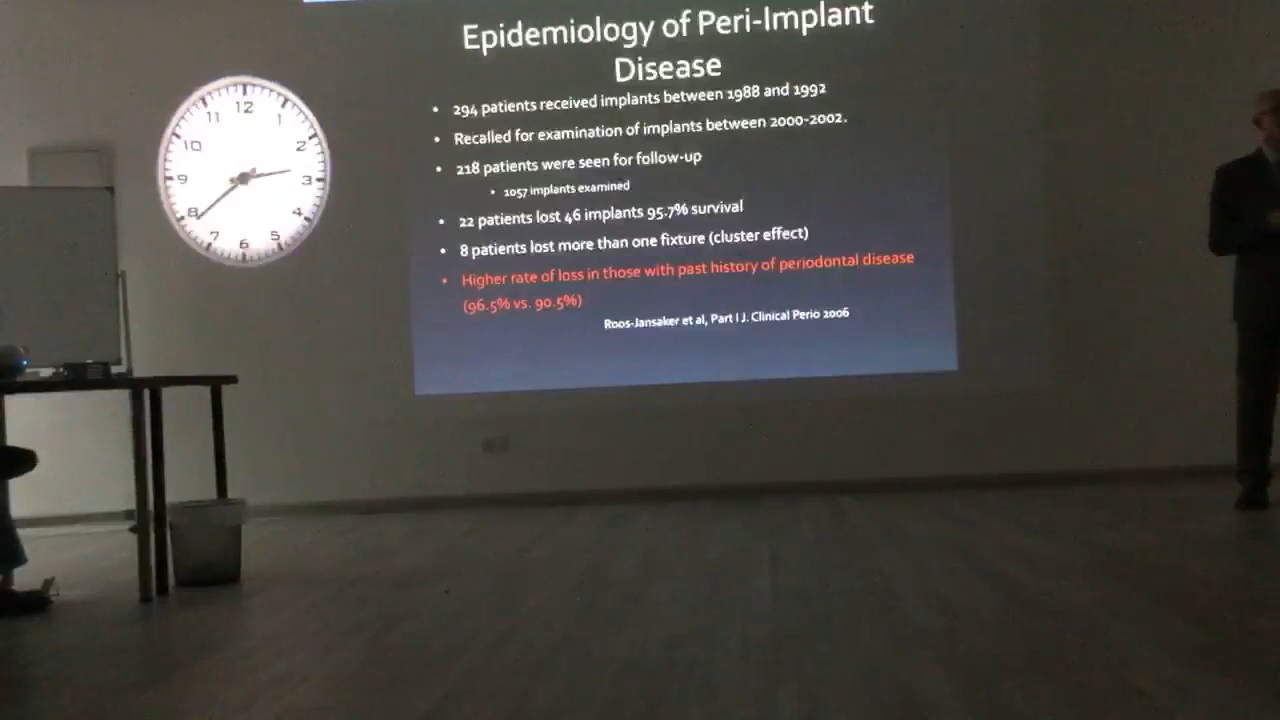 Epidemiology of Peri-Implant
Disease
• 294 patients received implants between 1988 and 1992
• Recalled for examination of implants between 2000-2002.
• 218 patients were seen for follow-up
• 1057 implants examined
• 22 patients lost 46 implants 95.7% survival
• 8 patients lost more than one fixture (cluster effect)
• Higher rate of loss in those with past history of periodontal disease
(96.5% vs. 90.5%)
Roos-Jansaker et al, Part I J. Clinical Perio 2006
12
1
2
3
4
5
6
7
8
9
10
11